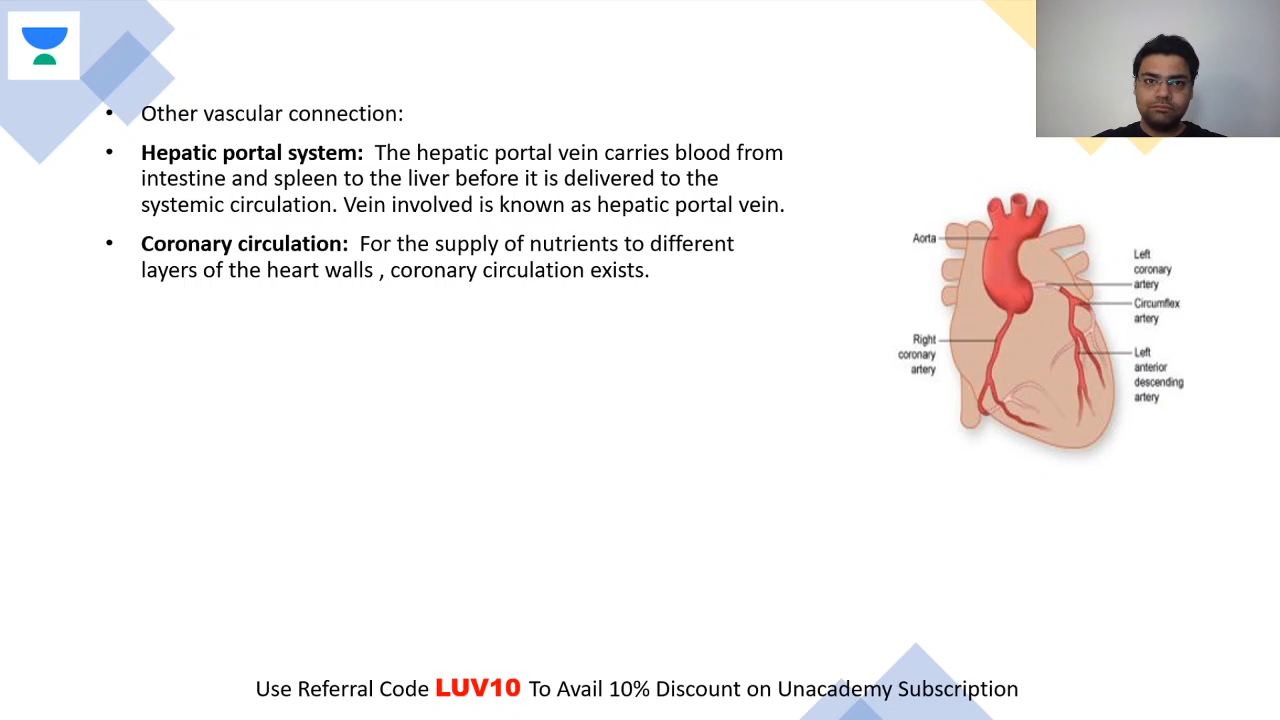 Other vascular connection:
Hepatic portal system: The hepatic portal vein carries blood from
intestine and spleen to the liver before it is delivered to the
systemic circulation. Vein involved is known as hepatic portal vein.
Coronary circulation: For the supply of nutrients to different
layers of the heart walls , coronary circulation exists.
Aorta
Left
coronary
artery
Circumflex
artery
Right
coronary
artery
Left
anterior
descending
artery
Use Referral Code LUV10 To Avail 10% Discount on Unacademy Subscription